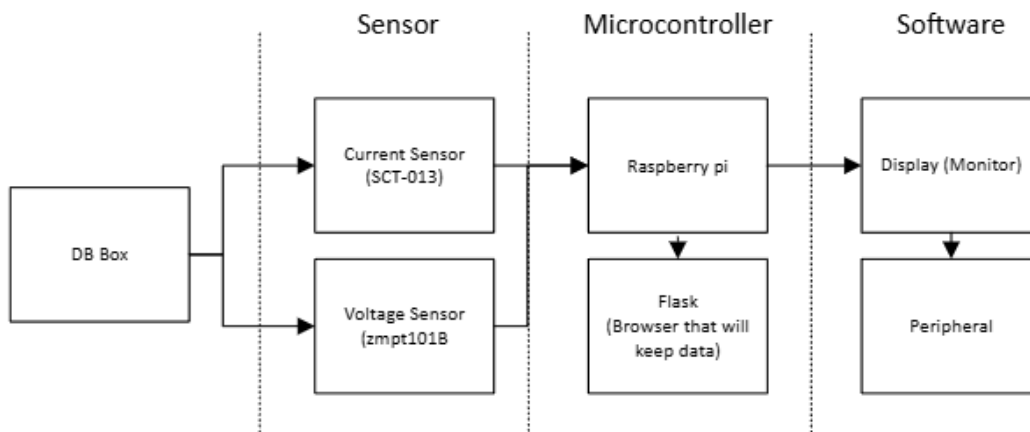 Sensor
Microcontroller
Software
DB Box
Current Sensor
(SCT-013)
Voltage Sensor
(zmpt101B
Raspberry pi
Flask
(Browser that will
keep data)
Display (Monitor)
Peripheral